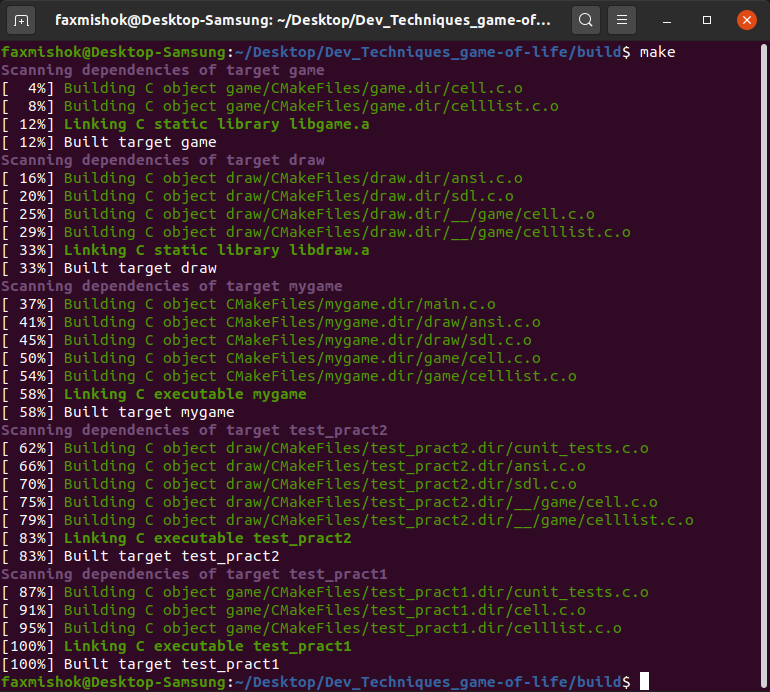 faxmishok@Desktop-Samsung: ~/Desktop/Dev_Techniques_game-of...
faxmishok@Desktop-Samsung:~/Desktop/Dev_Techniques_game-of-life/build$ make
Scanning dependencies of target game
[  4%] Building C object game/CMakeFiles/game.dir/cell.c.o
[  8%] Building C object game/CMakeFiles/game.dir/celllist.c.o
[ 12%] Linking C static library libgame.a
[ 12%] Built target game
Scanning dependencies of target draw
[ 16%] Building C object draw/CMakeFiles/draw.dir/ansi.c.o
[ 20%] Building C object draw/CMakeFiles/draw.dir/sdl.c.o
[ 25%] Building C object draw/CMakeFiles/draw.dir/__/game/cell.c.o
[ 29%] Building C object draw/CMakeFiles/draw.dir/__/game/celllist.c.o
[ 33%] Linking C static library libdraw.a
[ 33%] Built target draw
Scanning dependencies of target mygame
[ 37%] Building C object CMakeFiles/mygame.dir/main.c.o
[ 41%] Building C object CMakeFiles/mygame.dir/draw/ansi.c.o
[ 45%] Building C object CMakeFiles/mygame.dir/draw/sdl.c.o
[ 50%] Building C object CMakeFiles/mygame.dir/game/cell.c.o
[ 54%] Building C object CMakeFiles/mygame.dir/game/celllist.c.o
[ 58%] Linking C executable mygame
[ 58%] Built target mygame
Scanning dependencies of target test_pract2
[ 62%] Building C object draw/CMakeFiles/test_pract2.dir/cunit_tests.c.o
[ 66%] Building C object draw/CMakeFiles/test_pract2.dir/ansi.c.o
[ 70%] Building C object draw/CMakeFiles/test_pract2.dir/sdl.c.o
[ 75%] Building C object draw/CMakeFiles/test_pract2.dir/__/game/cell.c.o
[ 79%] Building C object draw/CMakeFiles/test_pract2.dir/__/game/celllist.c.o
[ 83%] Linking C executable test_pract2
[ 83%] Built target test_pract2
Scanning dependencies of target test_pract1
[ 87%] Building C object game/CMakeFiles/test_pract1.dir/cunit_tests.c.o
[ 91%] Building C object game/CMakeFiles/test_pract1.dir/cell.c.o
[ 95%] Building C object game/CMakeFiles/test_pract1.dir/celllist.c.o
[100%] Linking C executable test_pract1
[100%] Built target test_pract1
faxmishok@Desktop-Samsung:~/Desktop/Dev_Techniques_game-of-life/build$